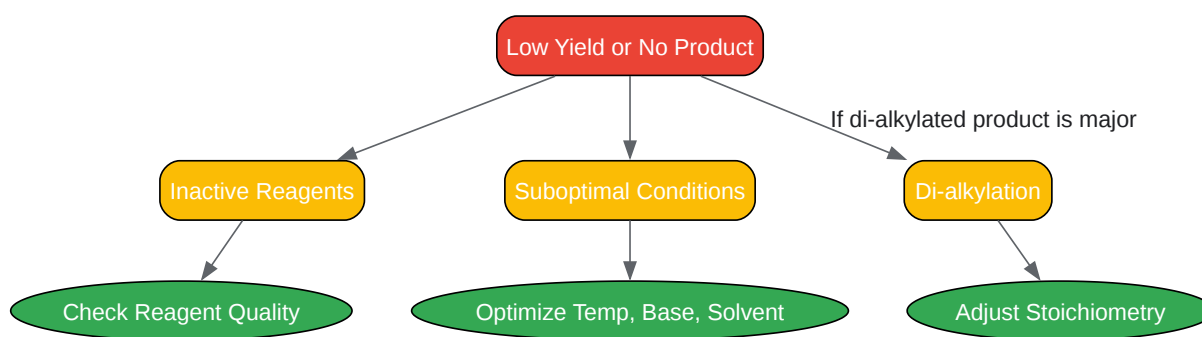 Low Yield or No Product
If di-alkylated product is major
Inactive Reagents
Suboptimal Conditions
Di-alkylation
Check Reagent Quality
Optimize Temp, Base, Solvent
Adjust Stoichiometry